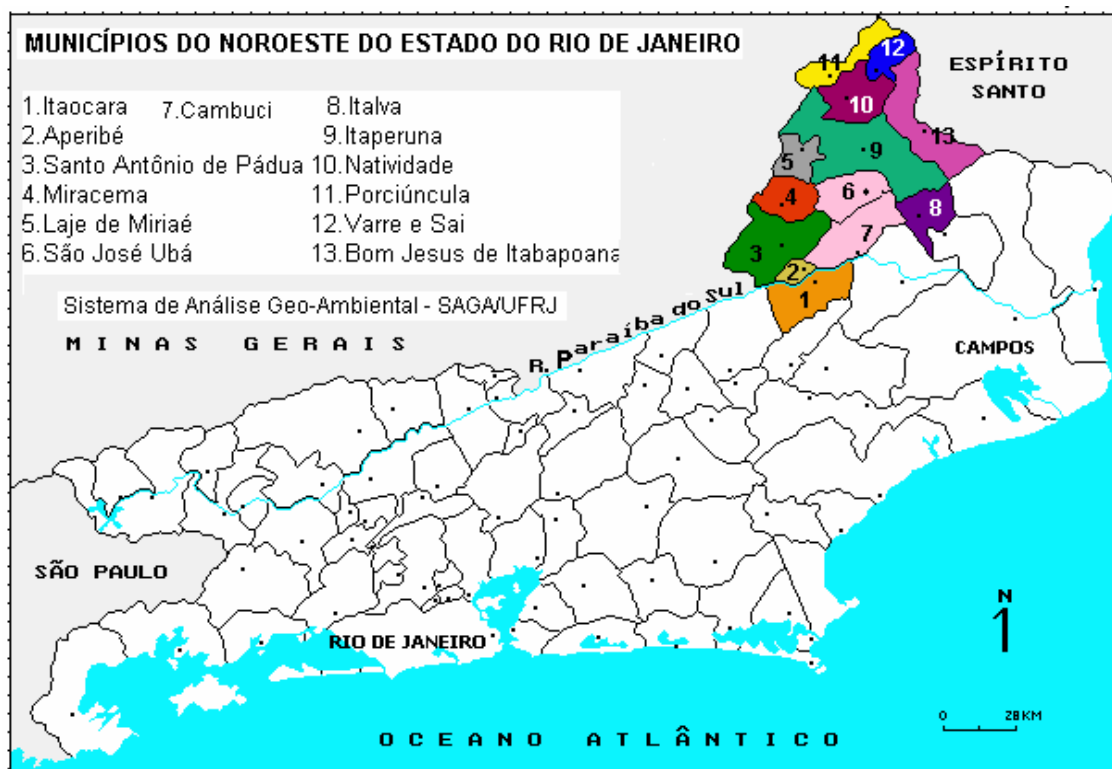 MUNICÍPIOS DO NOROESTE DO ESTADO DO RIO DE JANEIRO
1.Itaocara
7.Cambuci
8.Italva
2.Aperibé
9.Itaperuna
3.Santo Antônio de Pádua
10.Natividade
4.Miracema
11.Porciúncula
5.Laje de Miriaé
12.Varre e Sai
6.São José Ubá
13.Bom Jesus de Itabapoana
Sistema de Análise Geo-Ambiental - SAGA/UFRJ
11
12
10
13
5
9
4
6
8
3
7
2
1
ESPÍRITO
SANTO
MINAS GERAIS
R. Paraíba do Sul
CAMPOS
SÃO PAULO
RIO DE JANEIRO
N
1
0 28KM
OCEANO ATLÂNTICO